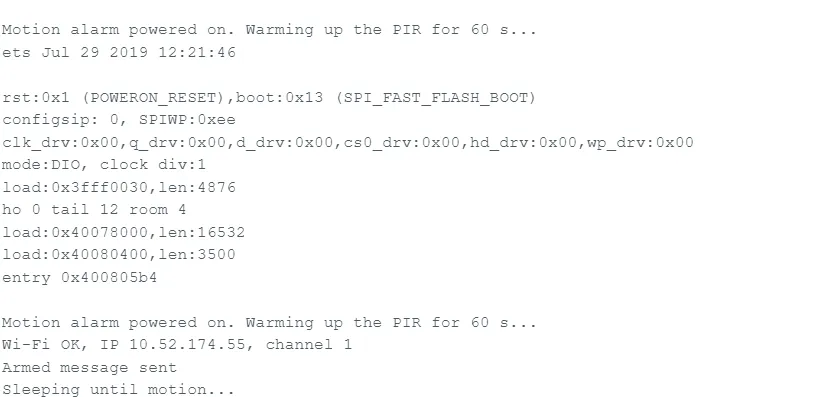 Motion alarm powered on. Warming up the PIR for 60 s...
ets Jul 29 2019 12:21:46
rst:0x1 (POWERON_RESET),boot:0x13 (SPI_FAST_FLASH_BOOT)
configsip: 0, SPIWP:0xee
clk_drv:0x00,q_drv:0x00,d_drv:0x00,cs0_drv:0x00,hd_drv:0x00,wp_drv:0x00
mode:DIO, clock div:1
load:0x3fff0030,len:4876
ho 0 tail 12 room 4
load:0x40078000,len:16532
load:0x40080400,len:3500
entry 0x400805b4
Motion alarm powered on. Warming up the PIR for 60 s...
Wi-Fi OK, IP 10.52.174.55, channel 1
Armed message sent
Sleeping until motion...